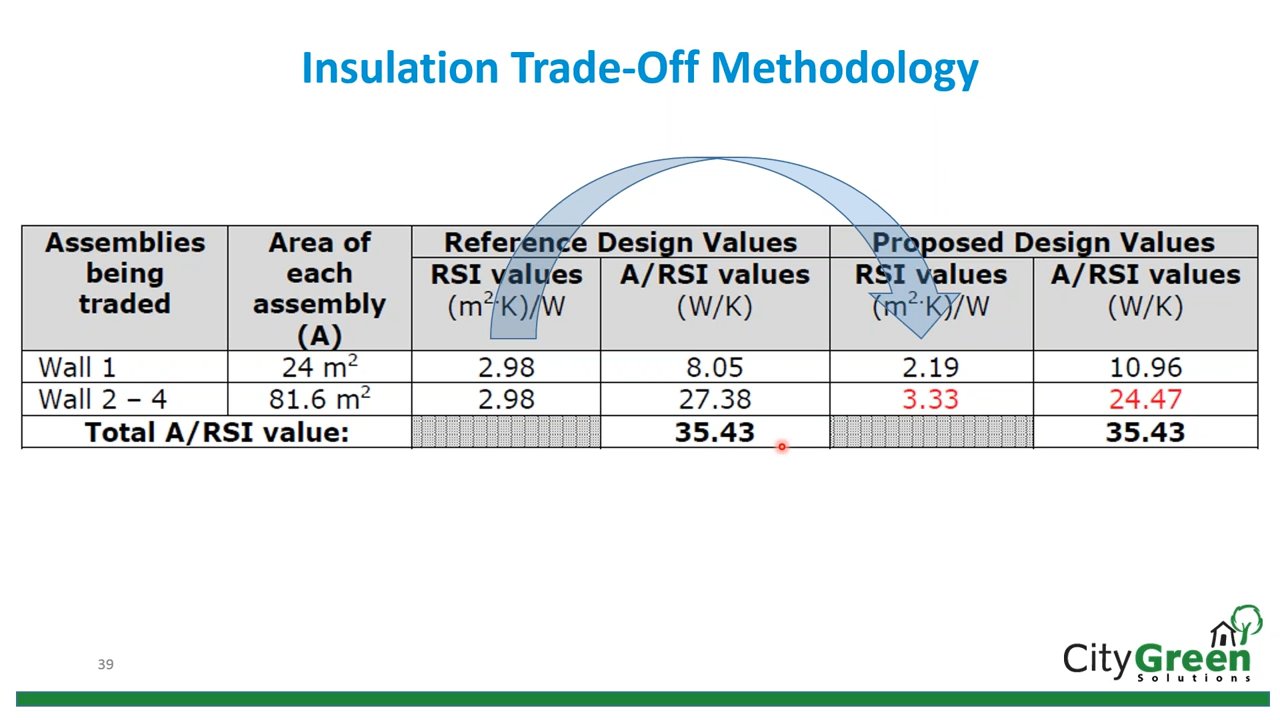 Insulation Trade-Off Methodology
Assemblies being traded
Area of each assembly (A)
Reference Design Values
Proposed Design Values
RSI values (m²·K)/W
A/RSI values (W/K)
RSI values (m²·K)/W
A/RSI values (W/K)
Wall 1 24 m² 2.98 8.05 2.19 10.96
Wall 2 – 4 81.6 m² 2.98 27.38 3.33 24.47
Total A/RSI value: 35.43 35.43
39
CityGreen
Solutions